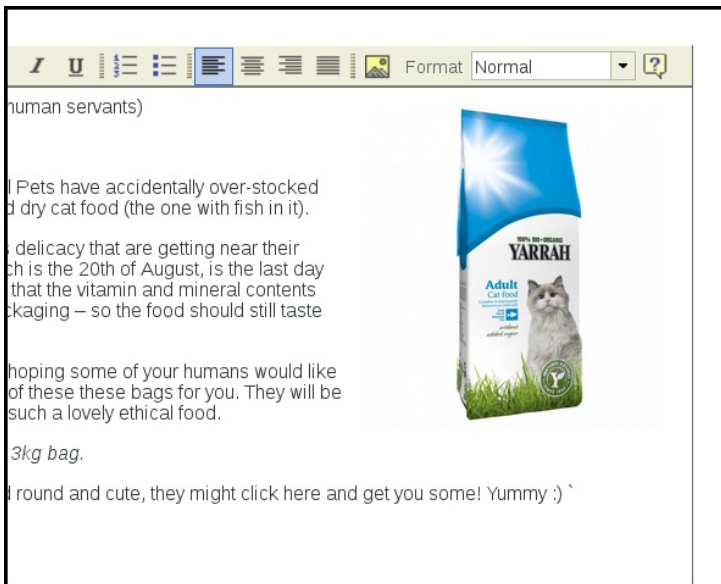 I U Format Normal ?
human servants)
l Pets have accidentally over-stocked
d dry cat food (the one with fish in it).
s delicacy that are getting near their
ch is the 20th of August, is the last day
that the vitamin and mineral contents
ckaging – so the food should still taste
hoping some of your humans would like
of these these bags for you. They will be
such a lovely ethical food.
3kg bag.
d round and cute, they might click here and get you some! Yummy :) `
100% BIO-ORGANIC
YARRAH
Adult
Cat food
without
added sugar